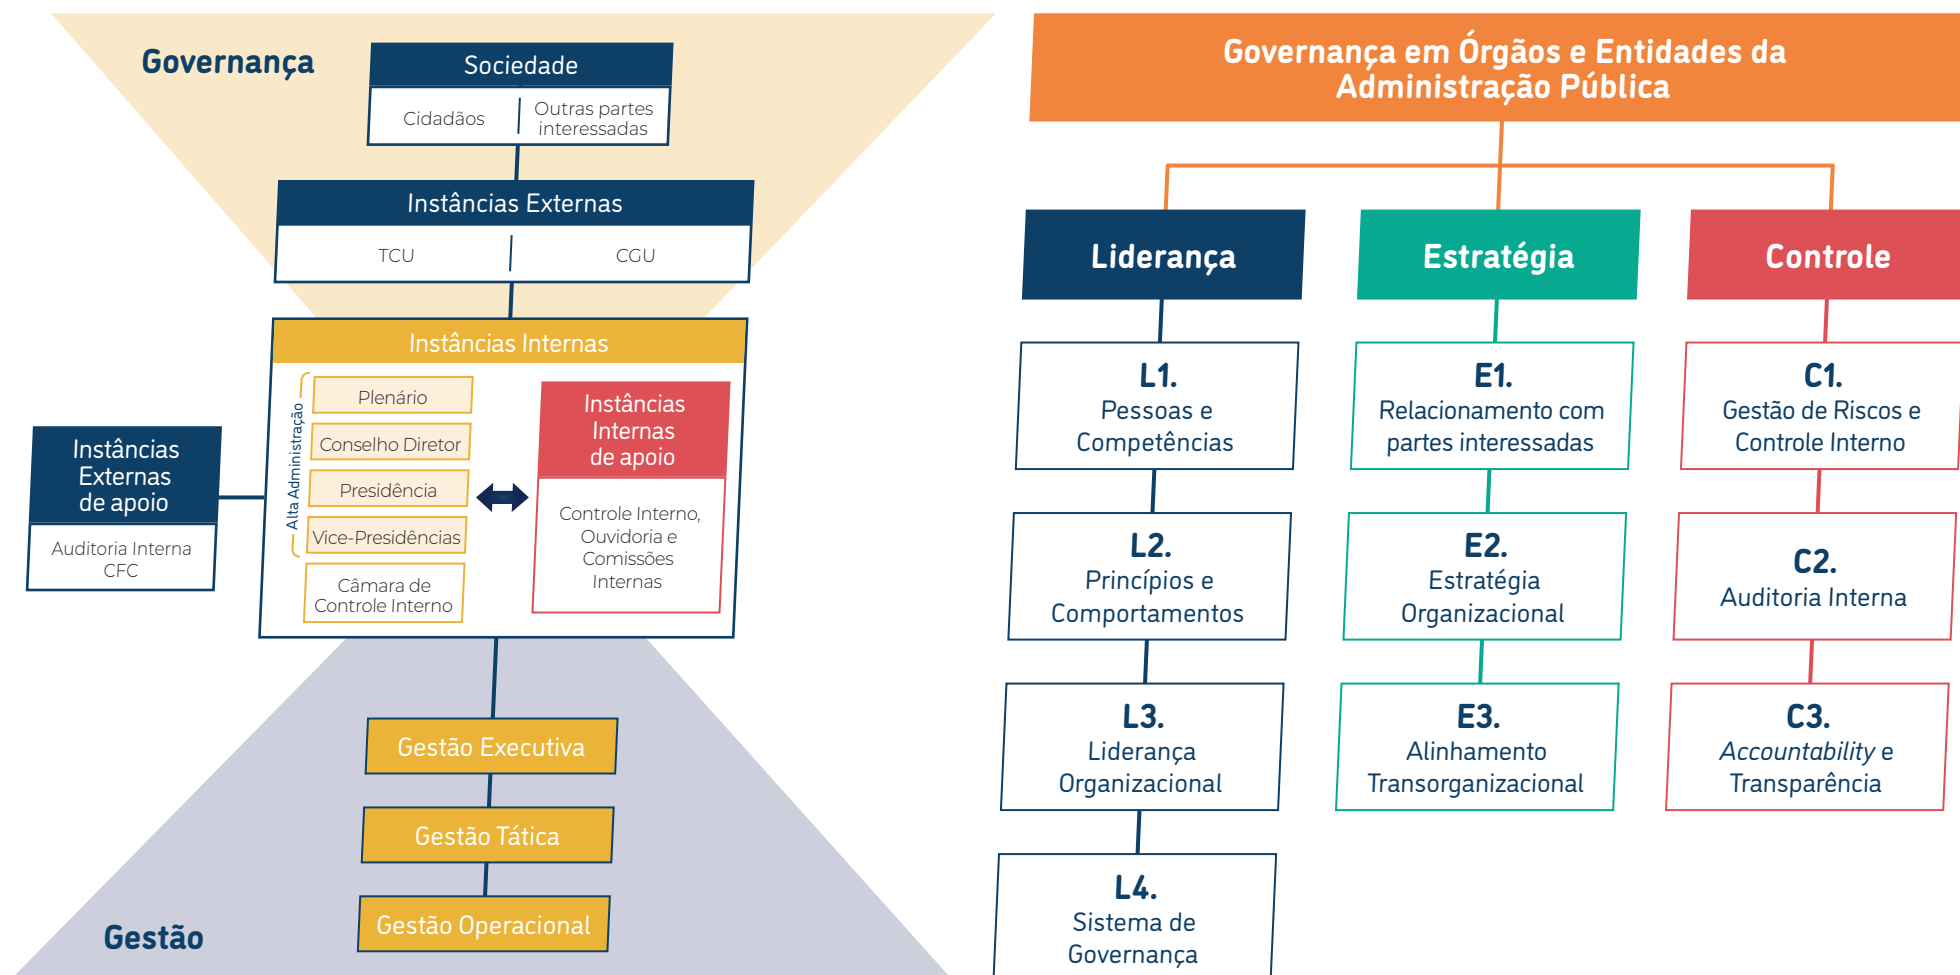 Governança
Sociedade
Cidadãos
Outras partes
interessadas
Instâncias Externas
TCU
CGU
Instâncias Internas
Alta Administração
Plenário
Conselho Diretor
Presidência
Vice-Presidências
Câmara de
Controle Interno
Instâncias
Internas
de apoio
Controle Interno,
Ouvidoria e
Comissões
Internas
Instâncias
Externas
de apoio
Auditoria Interna
CFC
Gestão Executiva
Gestão Tática
Gestão Operacional
Gestão
Governança em Órgãos e Entidades da
Administração Pública
Liderança
L1.
Pessoas e
Competências
L2.
Princípios e
Comportamentos
L3.
Liderança
Organizacional
L4.
Sistema de
Governança
Estratégia
E1.
Relacionamento com
partes interessadas
E2.
Estratégia
Organizacional
E3.
Alinhamento
Transorganizacional
Controle
C1.
Gestão de Riscos e
Controle Interno
C2.
Auditoria Interna
C3.
Accountability e
Transparência